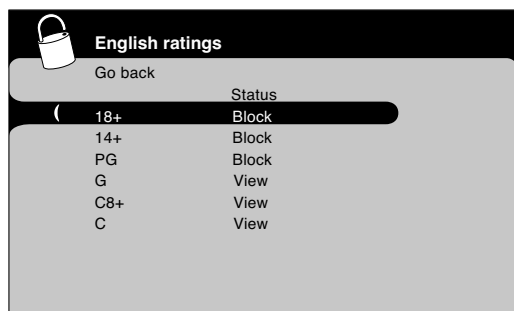 English ratings
Go back
Status
18+ Block
14+ Block
PG Block
G View
C8+ View
C View